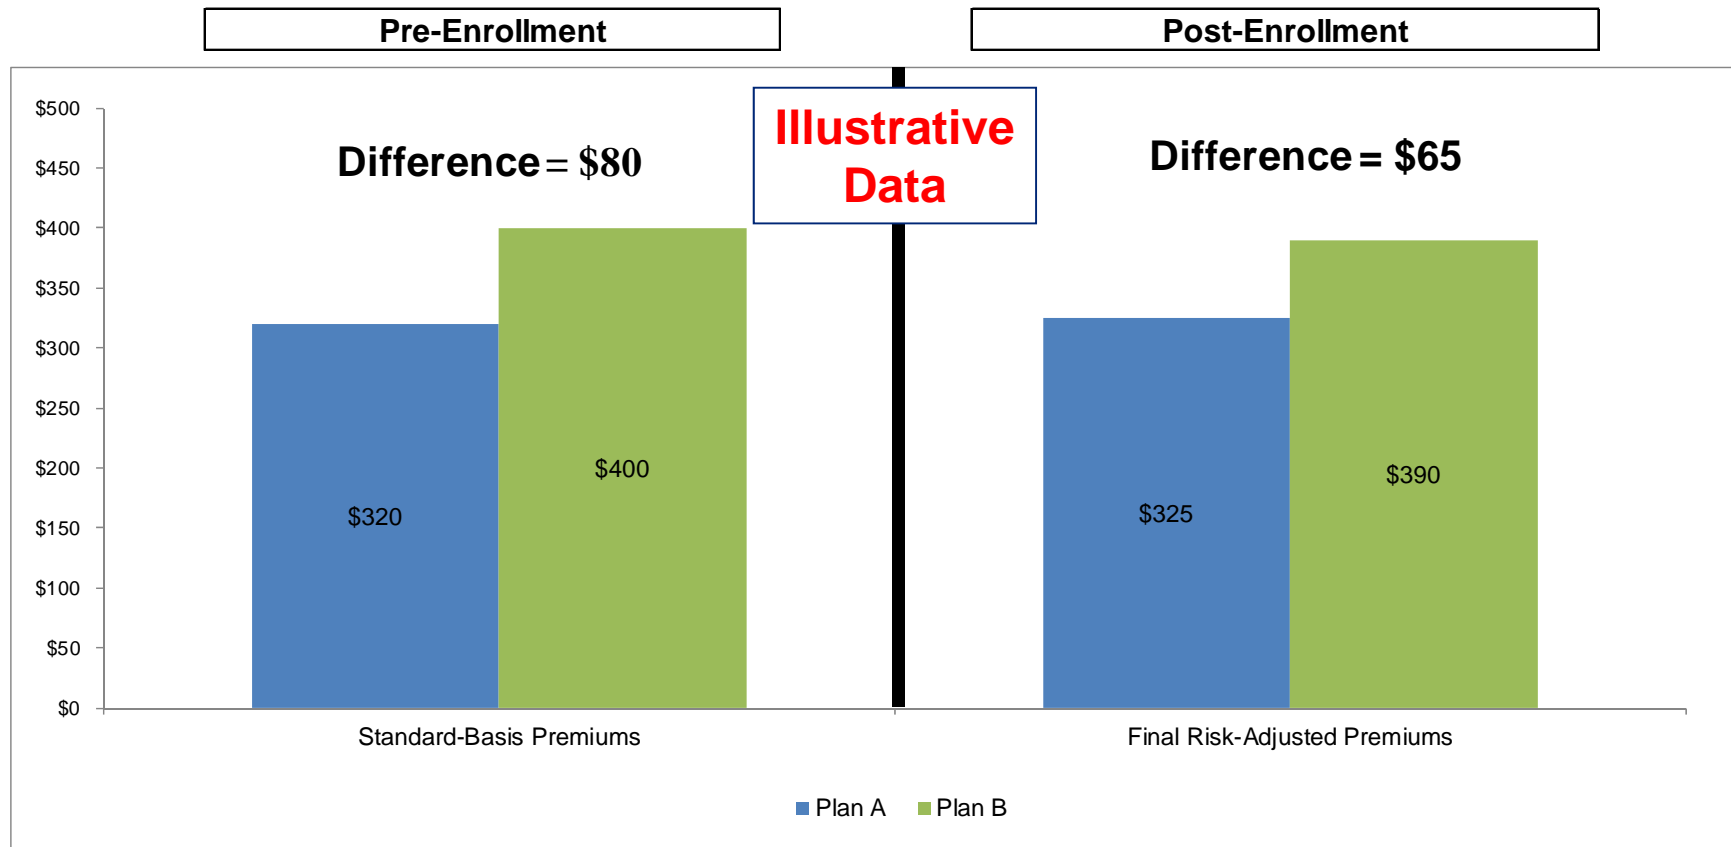 Pre-Enrollment
Post-Enrollment
Illustrative
Data
Difference = $80
Difference = $65
$500
$450
$400
$350
$300
$250
$200
$150
$100
$50
$0
$320
$400
$325
$390
Standard-Basis Premiums
Final Risk-Adjusted Premiums
Plan A
Plan B